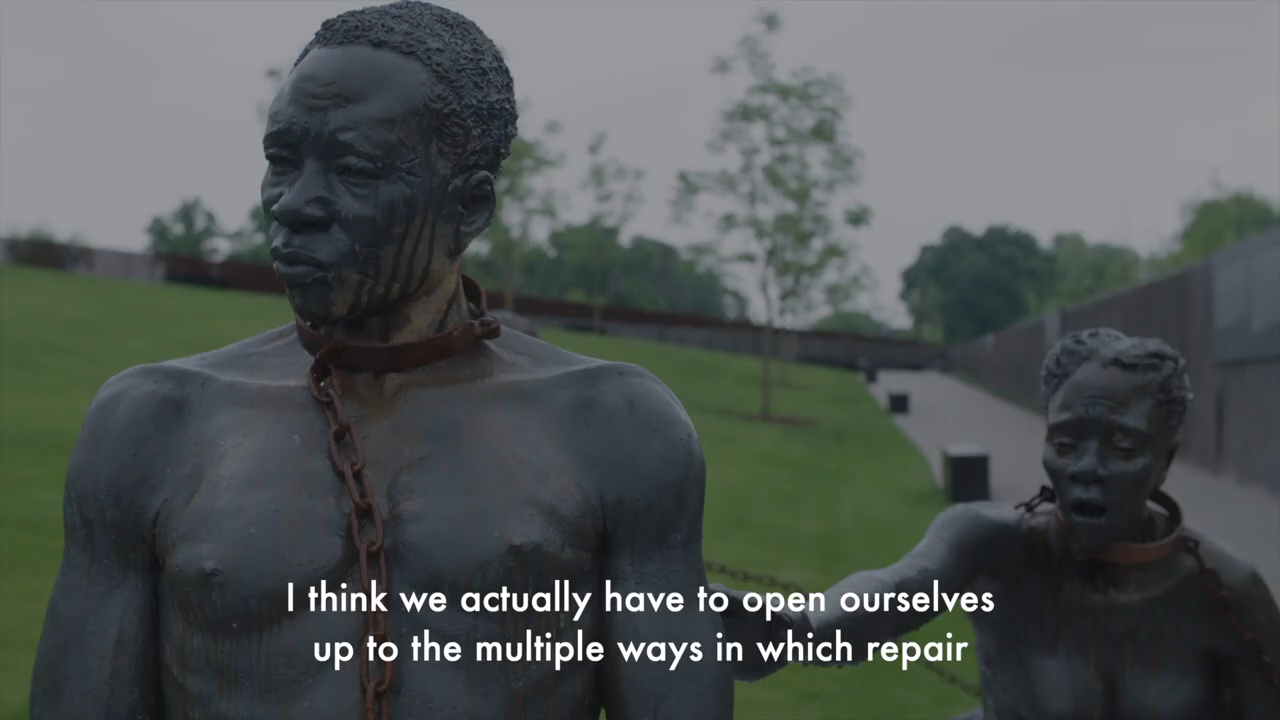 I think we actually have to open ourselves
up to the multiple ways in which repair